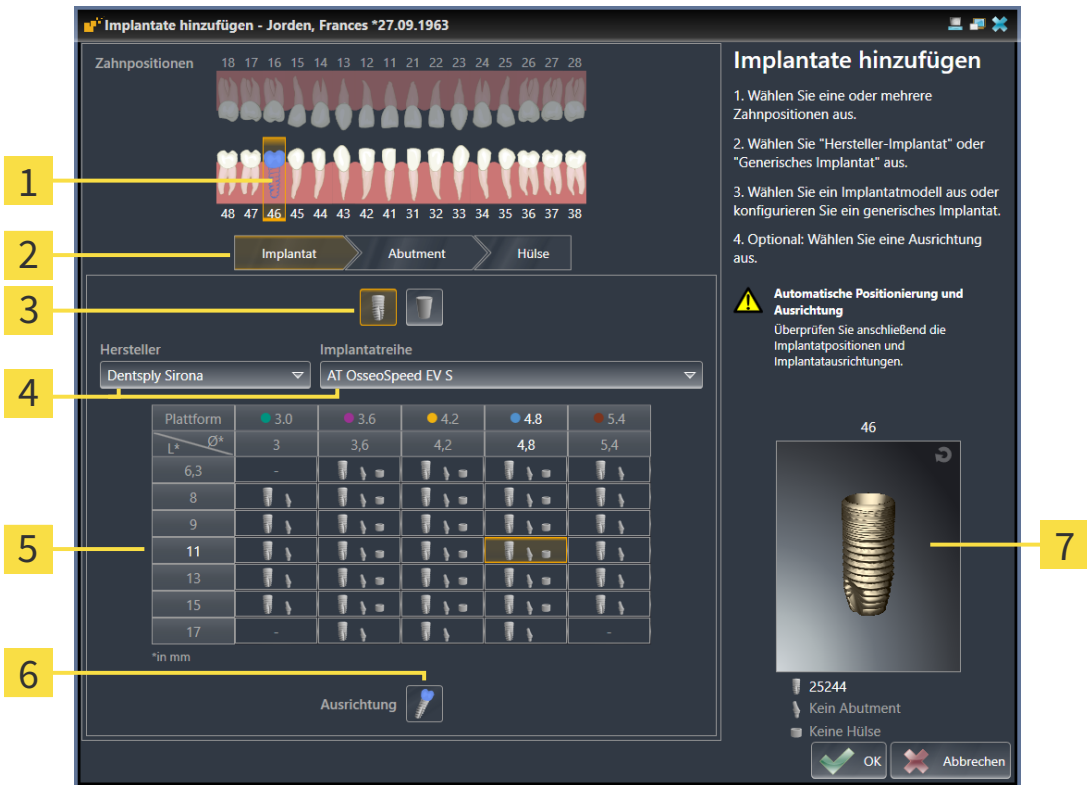 Implantate hinzufügen - Jorden, Frances *27.09.1963
Zahnpositionen
18 17 16 15 14 13 12 11 21 22 23 24 25 26 27 28
1
48 47 46 45 44 43 42 41 31 32 33 34 35 36 37 38
2
Implantat
Abutment
Hülse
3
Hersteller
Implantatreihe
Dentsply Sirona
AT OsseoSpeed EV S
4
Plattform 3.0 3.6 4.2 4.8 5.4
L* Ø* 3 3,6 4,2 4,8 5,4
6,3 -
8
9
5
11
13
15
17 - -
*in mm
6
Ausrichtung
Implantate hinzufügen
1. Wählen Sie eine oder mehrere
Zahnpositionen aus.
2. Wählen Sie "Hersteller-Implantat" oder
"Generisches Implantat" aus.
3. Wählen Sie ein Implantatmodell aus oder
konfigurieren Sie ein generisches Implantat.
4. Optional: Wählen Sie eine Ausrichtung
aus.
Automatische Positionierung und
Ausrichtung
Überprüfen Sie anschließend die
Implantatpositionen und
Implantatausrichtungen.
46
7
25244
Kein Abutment
Keine Hülse
OK
Abbrechen